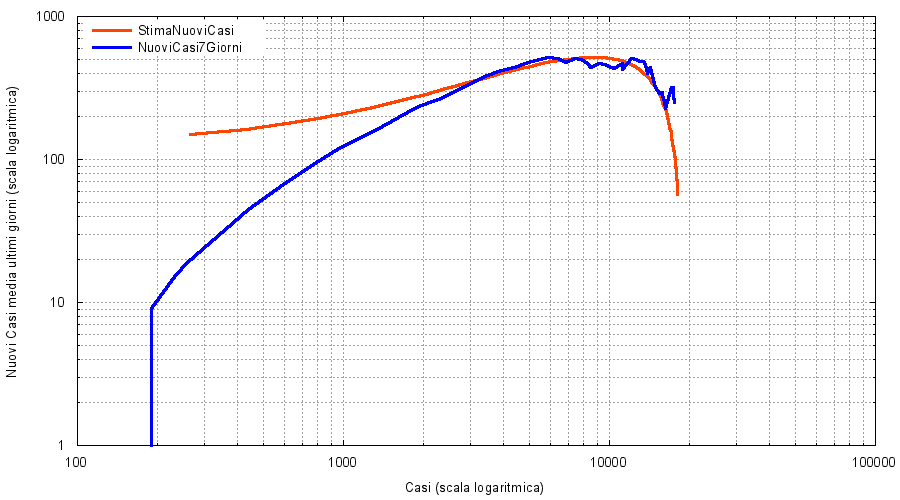 1000
StimaNuoviCasi
NuoviCasi7Giorni
100
10
1
Nuovi Casi media ultimi giorni (scala logaritmica)
100 1000 10000 100000
Casi (scala logaritmica)